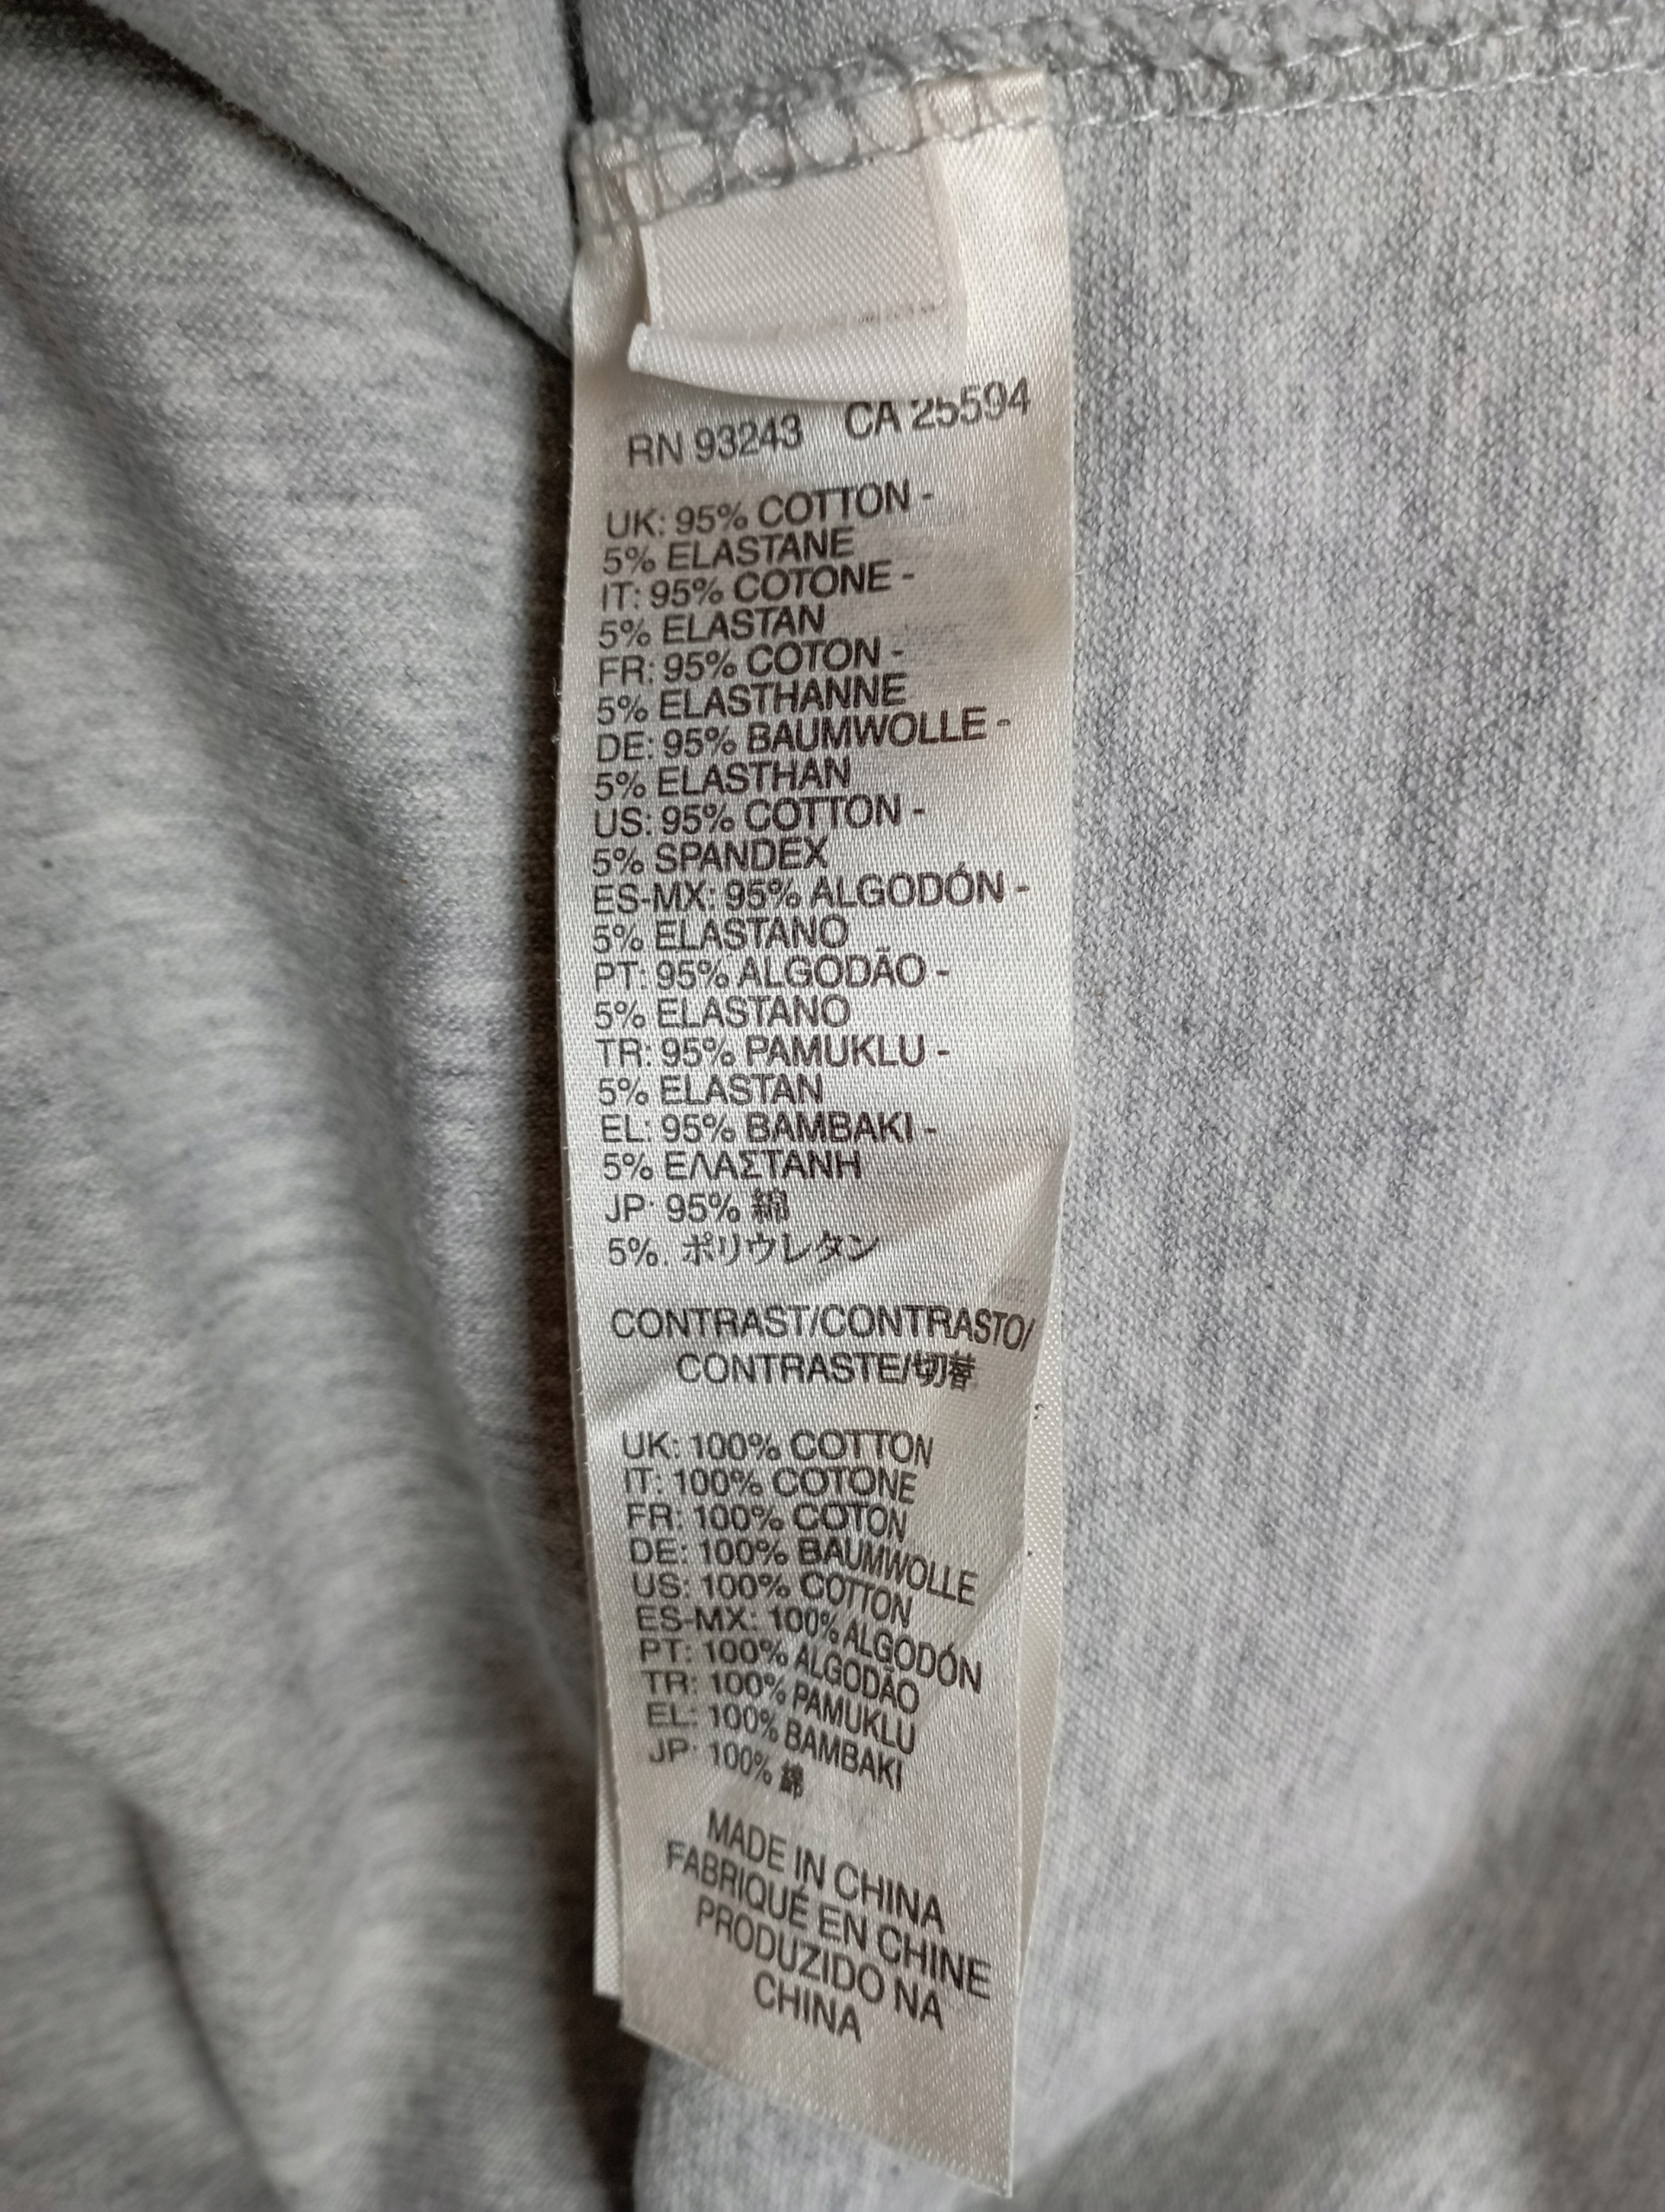 RN 93243 CA 25594
UK: 95% COTTON -
5% ELASTANE
IT: 95% COTONE -
5% ELASTAN
FR: 95% COTON -
5% ELASTHANNE
DE: 95% BAUMWOLLE -
5% ELASTHAN
US: 95% COTTON -
5% SPANDEX
ES-MX: 95% ALGODÓN -
5% ELASTANO
PT: 95% ALGODÃO -
5% ELASTANO
TR: 95% PAMUKLU -
5% ELASTAN
EL: 95% BAMBAKI -
5% ΕΛΑΣΤΑΝΗ
JP: 95% 綿
5%. ポリウレタン
CONTRAST/CONTRASTO/
CONTRASTE/切替
UK: 100% COTTON
IT: 100% COTONE
FR: 100% COTON
DE: 100% BAUMWOLLE
US: 100% COTTON
ES-MX: 100% ALGODÓN
PT: 100% ALGODÃO
TR: 100% PAMUKLU
EL: 100% BAMBAKI
JP: 100% 綿
MADE IN CHINA
FABRIQUÉ EN CHINE
PRODUZIDO NA
CHINA